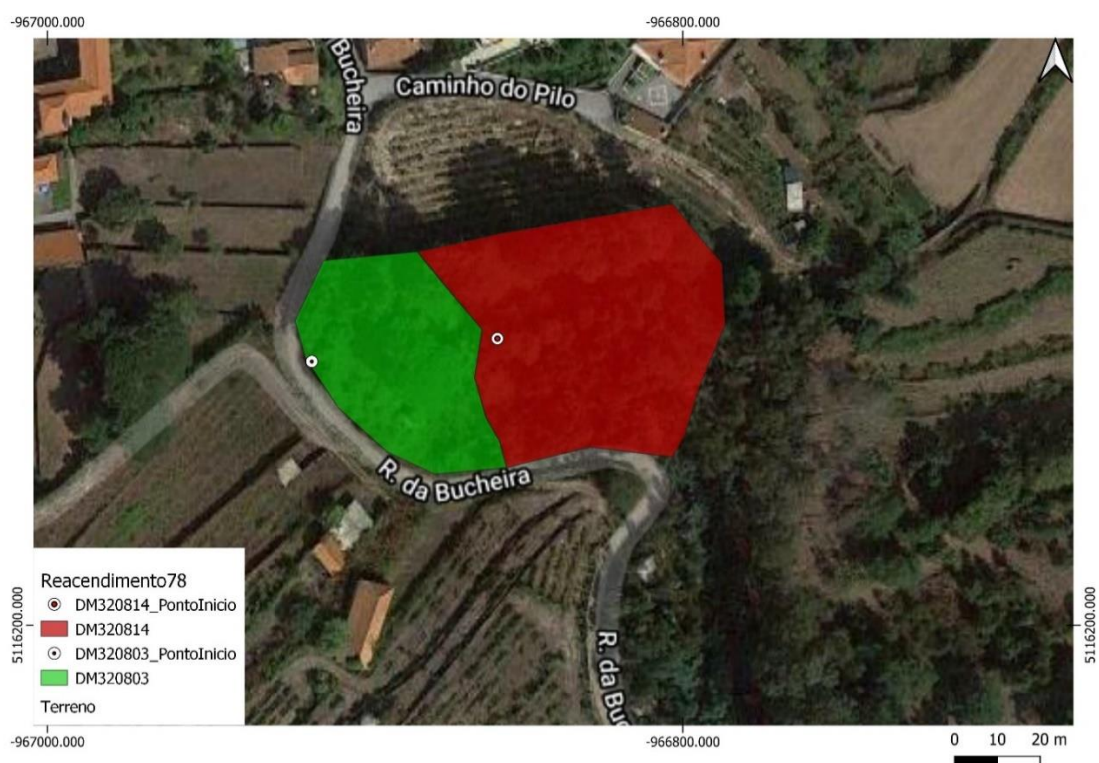 -967000.000
-966800.000
Bucheira
Caminho do Pilo
R. da Bucheira
Reacendimento78
DM320814_PontoInicio
DM320814
DM320803_PontoInicio
DM320803
Terreno
5116200.000
5116200.000
R. da Buc
-967000.000
-966800.000
0 10 20 m